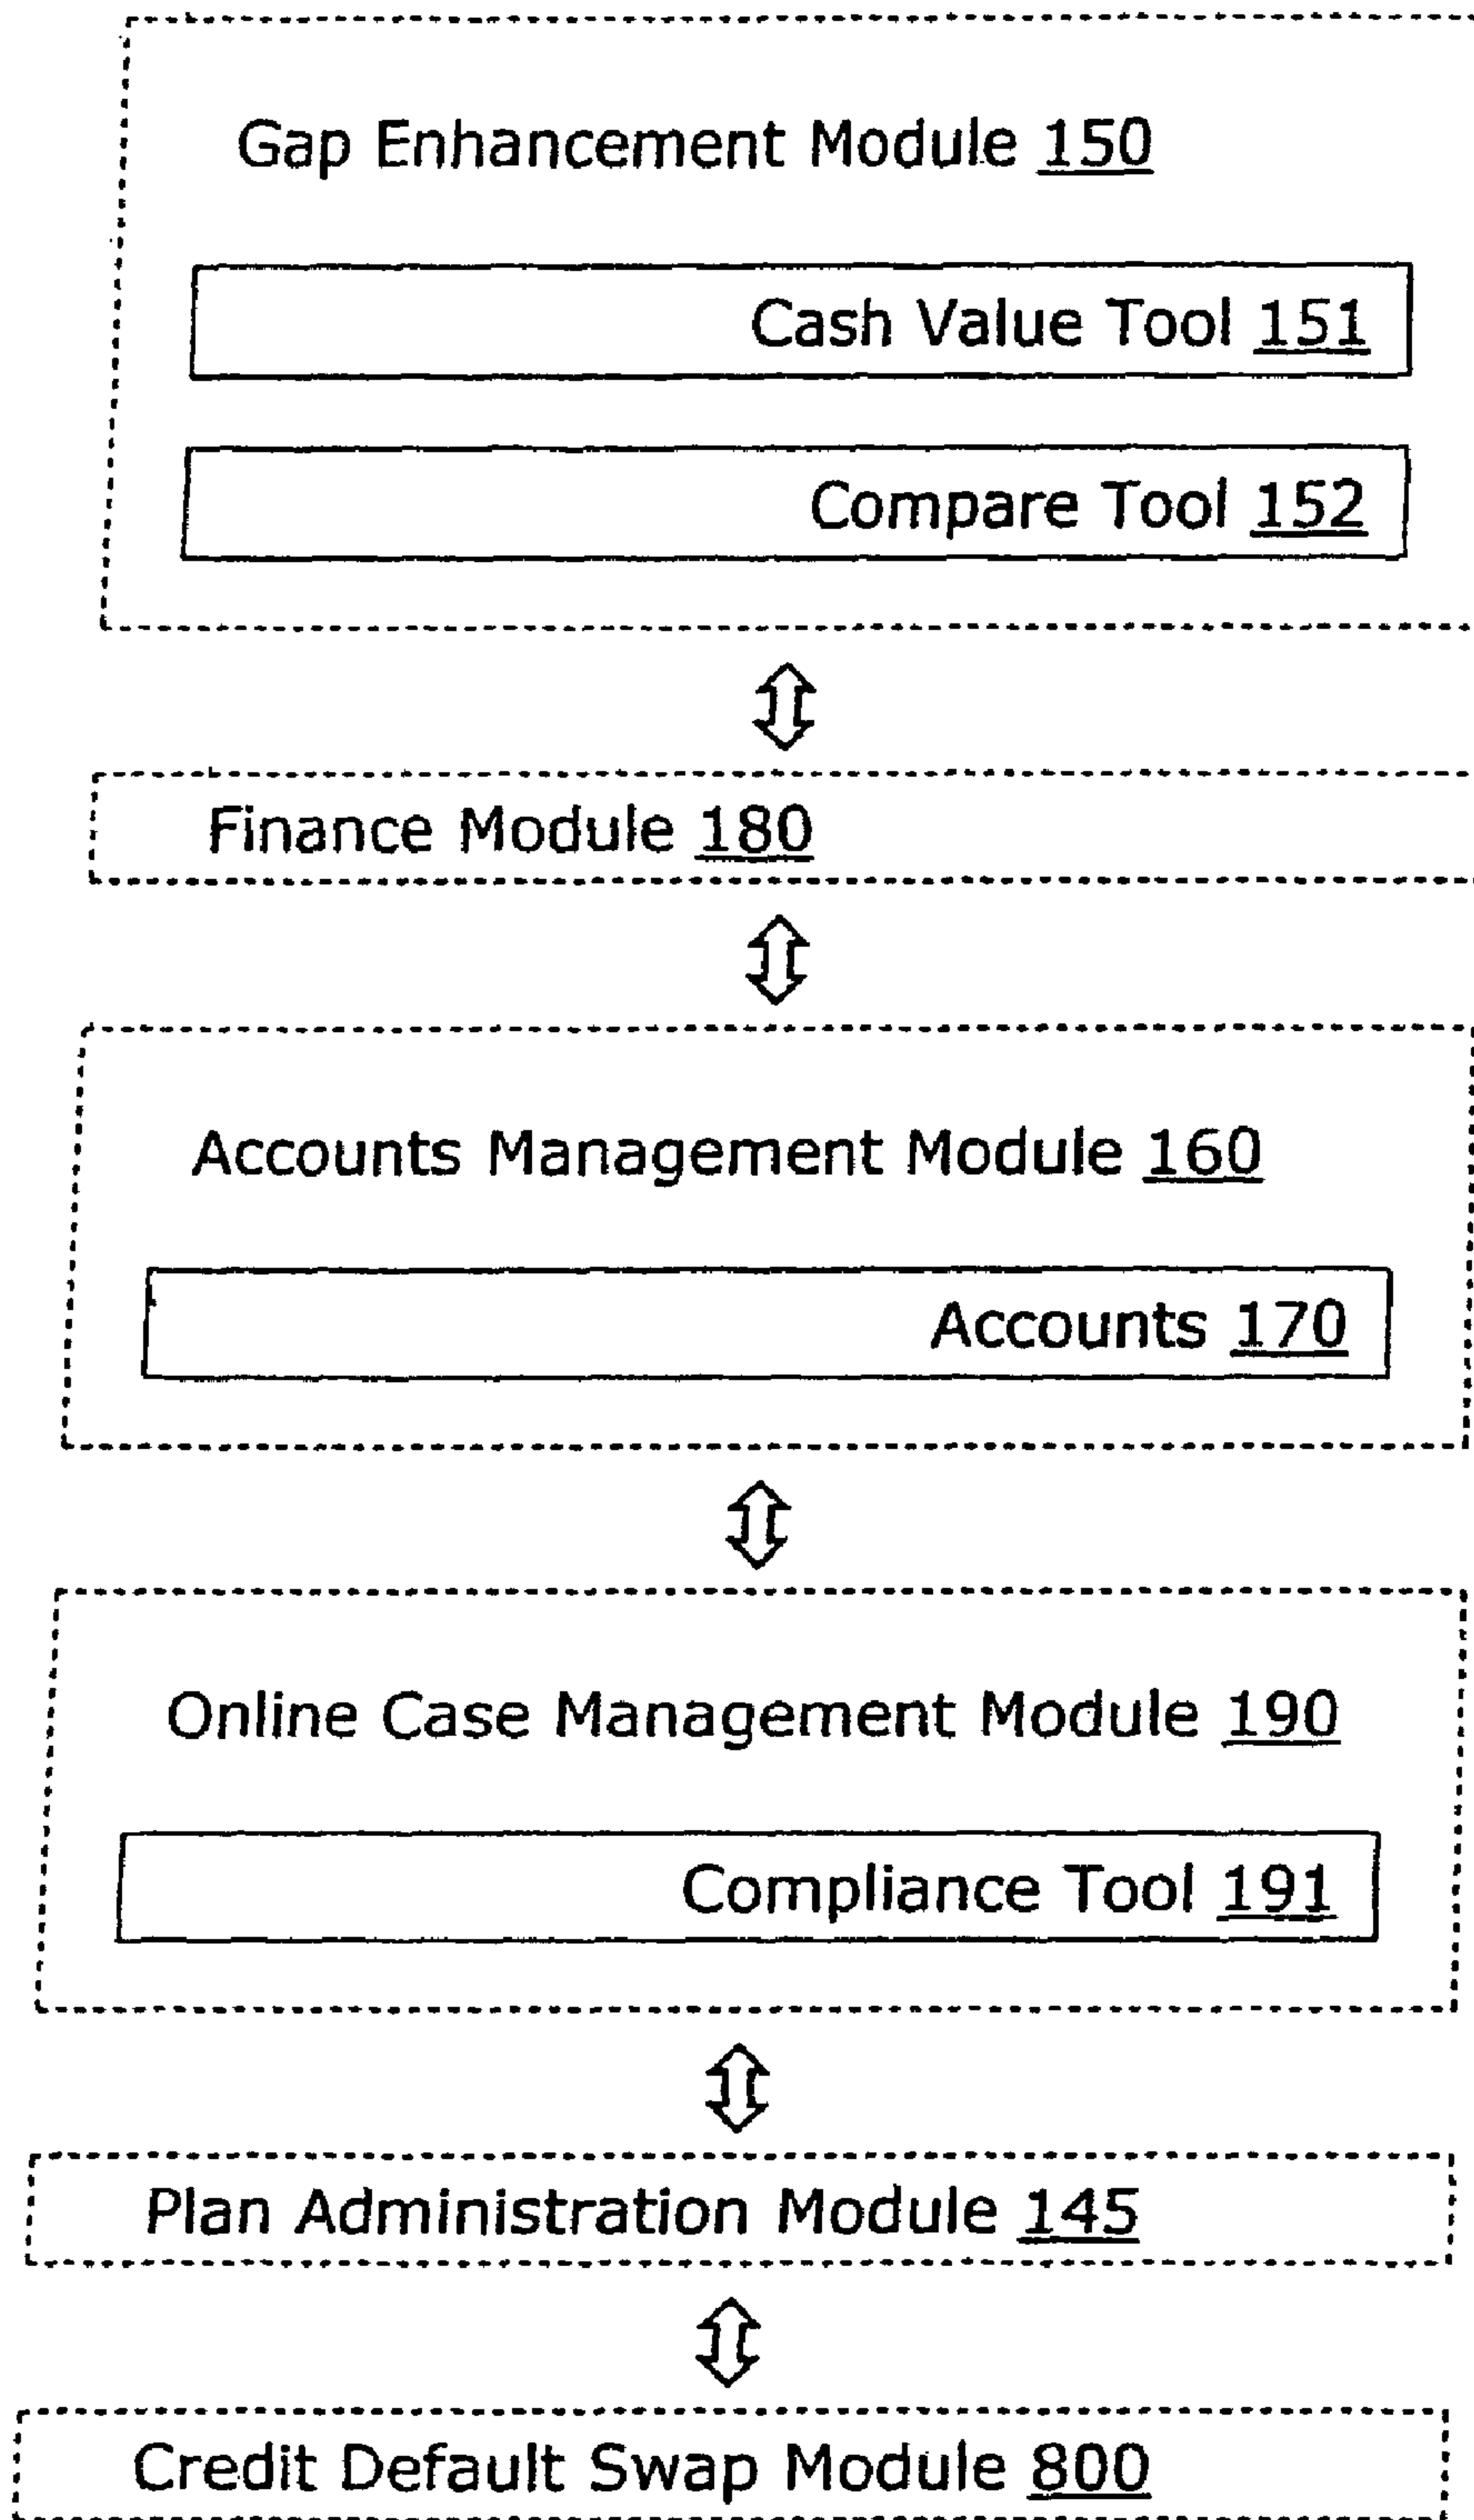 Gap Enhancement Module 150
Cash Value Tool 151
Compare Tool 152
Finance Module 180
Accounts Management Module 160
Accounts 170
Online Case Management Module 190
Compliance Tool 191
Plan Administration Module 145
Credit Default Swap Module 800